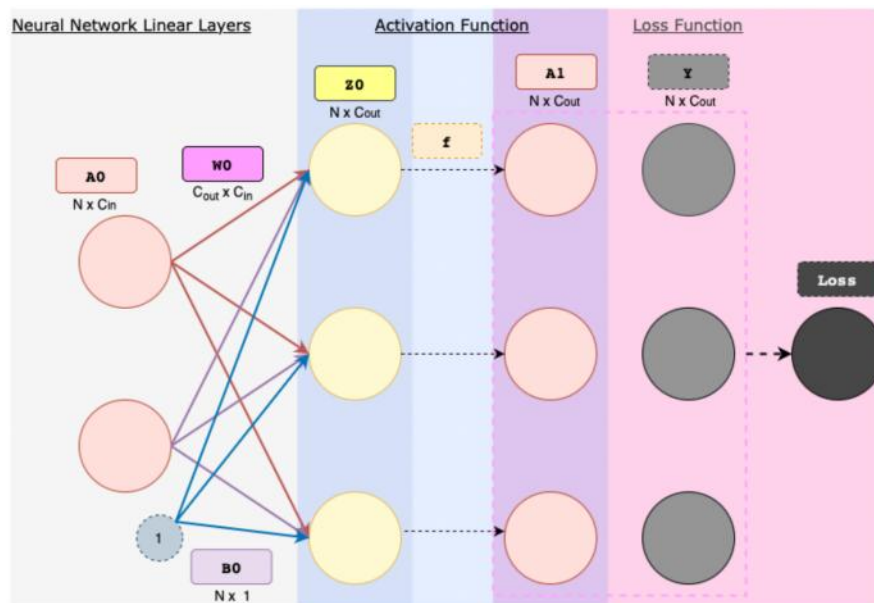 Neural Network Linear Layers
Activation Function
Loss Function
Z0
N x Cout
A1
N x Cout
Y
N x Cout
f
A0
N x Cin
W0
Cout x Cin
Loss
1
B0
N x 1